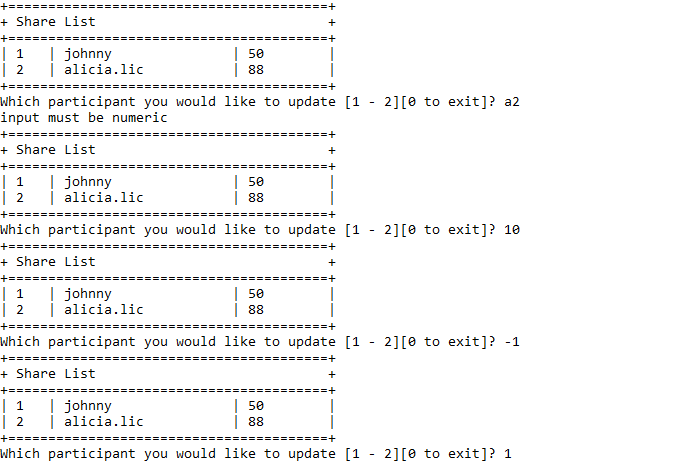 +========================================+
+ Share List                             +
+========================================+
| 1   | johnny               | 50        |
| 2   | alicia.lic           | 88        |
+========================================+
Which participant you would like to update [1 - 2][0 to exit]? a2
input must be numeric
+========================================+
+ Share List                             +
+========================================+
| 1   | johnny               | 50        |
| 2   | alicia.lic           | 88        |
+========================================+
Which participant you would like to update [1 - 2][0 to exit]? 10
+========================================+
+ Share List                             +
+========================================+
| 1   | johnny               | 50        |
| 2   | alicia.lic           | 88        |
+========================================+
Which participant you would like to update [1 - 2][0 to exit]? -1
+========================================+
+ Share List                             +
+========================================+
| 1   | johnny               | 50        |
| 2   | alicia.lic           | 88        |
+========================================+
Which participant you would like to update [1 - 2][0 to exit]? 1